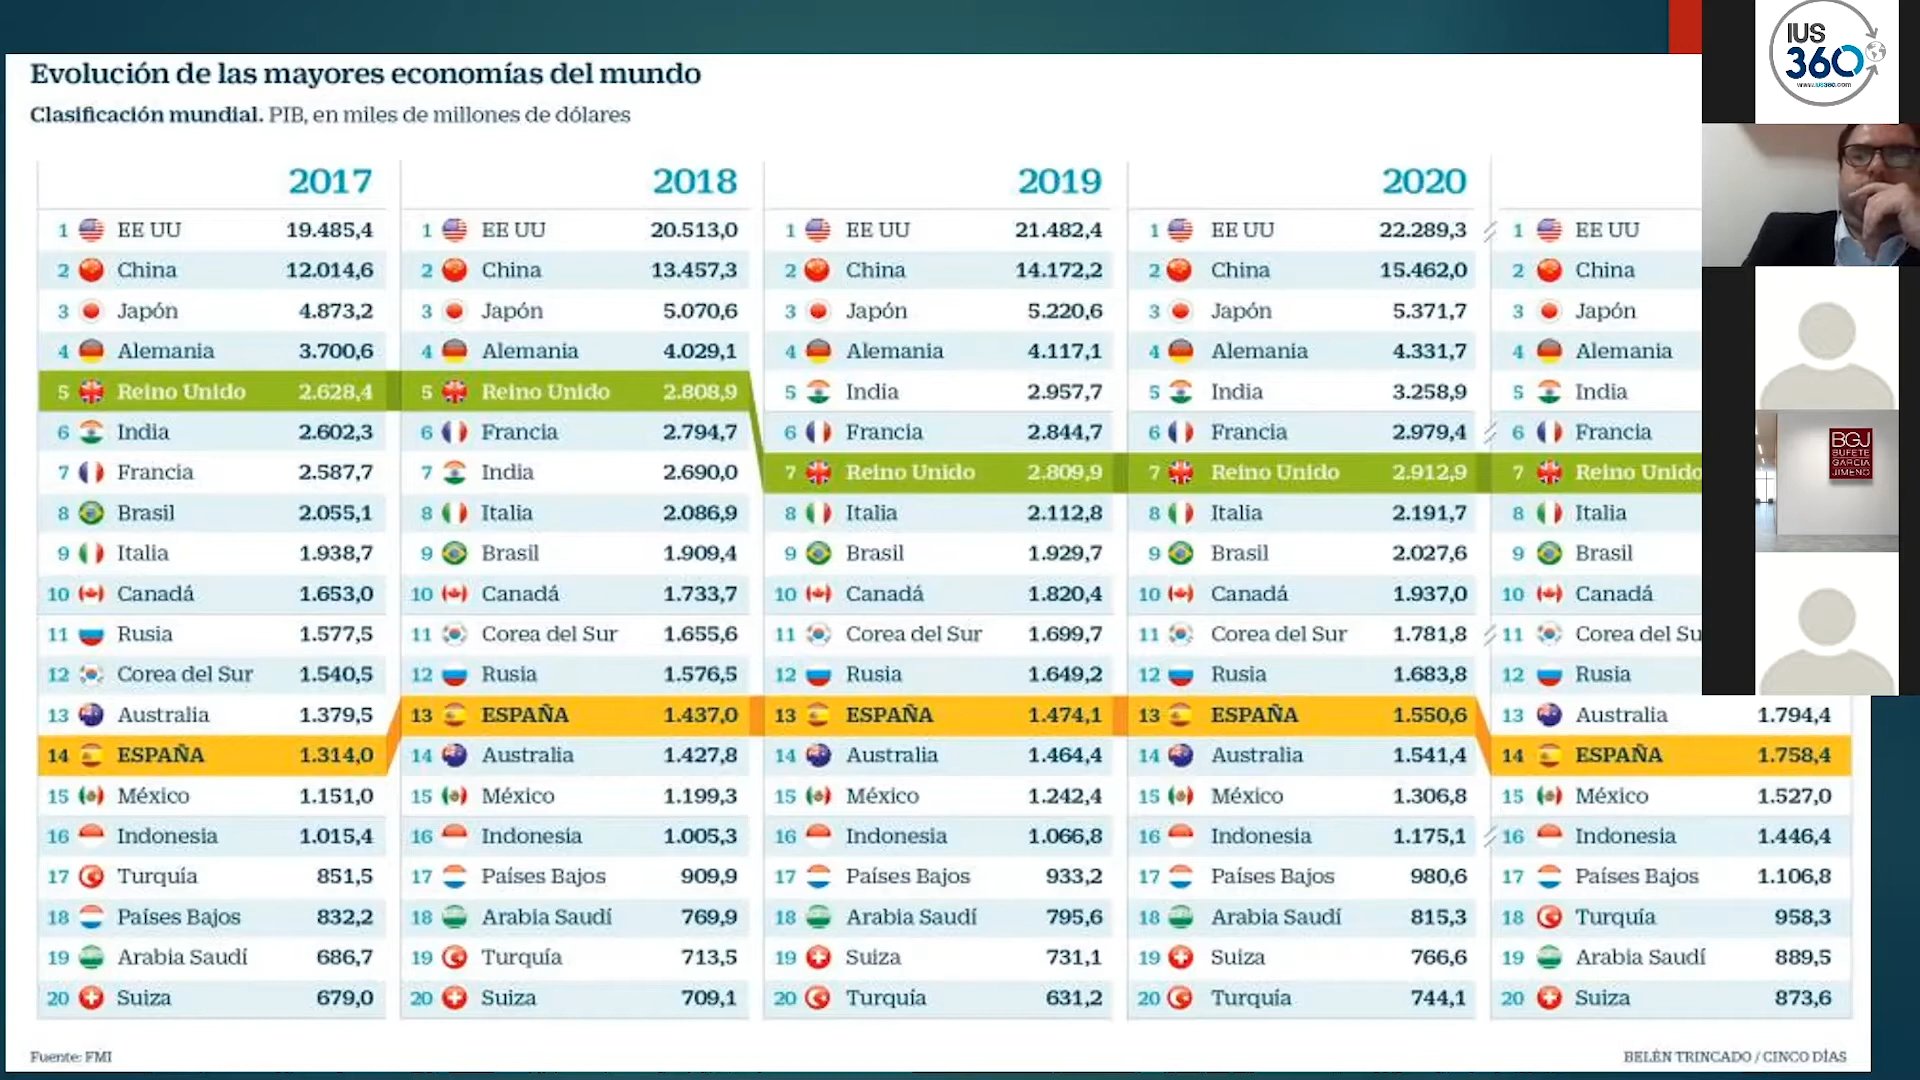 Evolución de las mayores economías del mundo
Clasificación mundial. PIB, en miles de millones de dólares
2017 2018 2019 2020
1 EE UU 19.485,4 1 EE UU 20.513,0 1 EE UU 21.482,4 1 EE UU 22.289,3 1 EE UU
2 China 12.014,6 2 China 13.457,3 2 China 14.172,2 2 China 15.462,0 2 China
3 Japón 4.873,2 3 Japón 5.070,6 3 Japón 5.220,6 3 Japón 5.371,7 3 Japón
4 Alemania 3.700,6 4 Alemania 4.029,1 4 Alemania 4.117,1 4 Alemania 4.331,7 4 Alemania
5 Reino Unido 2.628,4 5 Reino Unido 2.808,9 5 India 2.957,7 5 India 3.258,9 5 India
6 India 2.602,3 6 Francia 2.794,7 6 Francia 2.844,7 6 Francia 2.979,4 6 Francia
7 Francia 2.587,7 7 India 2.690,0 7 Reino Unido 2.809,9 7 Reino Unido 2.912,9 7 Reino Unido
8 Brasil 2.055,1 8 Italia 2.086,9 8 Italia 2.112,8 8 Italia 2.191,7 8 Italia
9 Italia 1.938,7 9 Brasil 1.909,4 9 Brasil 1.929,7 9 Brasil 2.027,6 9 Brasil
10 Canadá 1.653,0 10 Canadá 1.733,7 10 Canadá 1.820,4 10 Canadá 1.937,0 10 Canadá
11 Rusia 1.577,5 11 Corea del Sur 1.655,6 11 Corea del Sur 1.699,7 11 Corea del Sur 1.781,8 11 Corea del Su
12 Corea del Sur 1.540,5 12 Rusia 1.576,5 12 Rusia 1.649,2 12 Rusia 1.683,8 12 Rusia
13 Australia 1.379,5 13 ESPAÑA 1.437,0 13 ESPAÑA 1.474,1 13 ESPAÑA 1.550,6 13 Australia 1.794,4
14 ESPAÑA 1.314,0 14 Australia 1.427,8 14 Australia 1.464,4 14 Australia 1.541,4 14 ESPAÑA 1.758,4
15 México 1.151,0 15 México 1.199,3 15 México 1.242,4 15 México 1.306,8 15 México 1.527,0
16 Indonesia 1.015,4 16 Indonesia 1.005,3 16 Indonesia 1.066,8 16 Indonesia 1.175,1 16 Indonesia 1.446,4
17 Turquía 851,5 17 Países Bajos 909,9 17 Países Bajos 933,2 17 Países Bajos 980,6 17 Países Bajos 1.106,8
18 Países Bajos 832,2 18 Arabia Saudí 769,9 18 Arabia Saudí 795,6 18 Arabia Saudí 815,3 18 Turquía 958,3
19 Arabia Saudí 686,7 19 Turquía 713,5 19 Suiza 731,1 19 Suiza 766,6 19 Arabia Saudí 889,5
20 Suiza 679,0 20 Suiza 709,1 20 Turquía 631,2 20 Turquía 744,1 20 Suiza 873,6
Fuente: FMI
BELÉN TRINCADO / CINCO DÍAS
IUS
360
www.ius360.com
BGJ
BUFETE
GARCIA
JIMENO